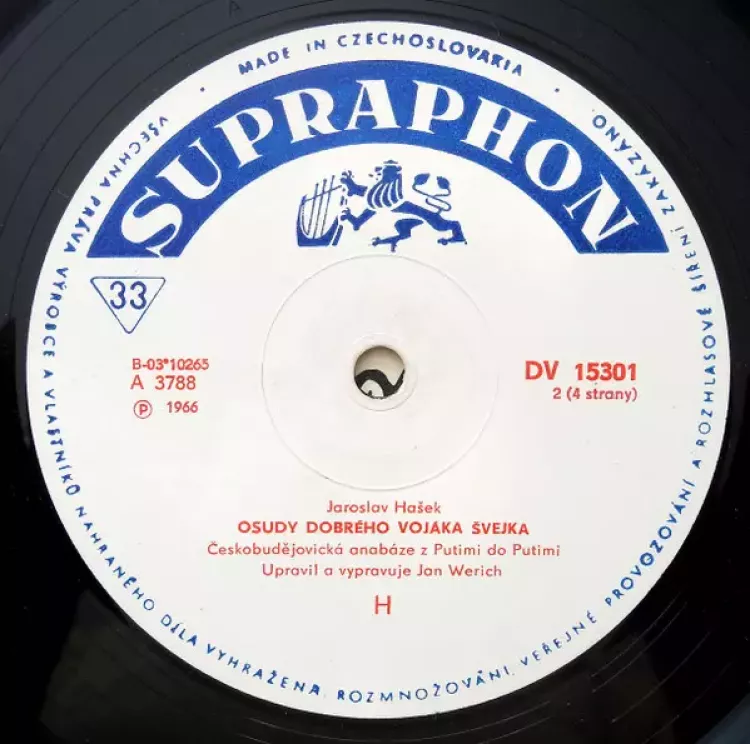 • MADE IN CZECHOSLOVAKIA •
SUPRAPHON
33
B-03*10265
A 3788
Ⓟ 1966
DV 15301
2 (4 strany)
Jaroslav Hašek
OSUDY DOBRÉHO VOJÁKA ŠVEJKA
Českobudějovická anabáze z Putimi do Putimi
Upravil a vypravuje Jan Werich
H
VŠECHNA PRÁVA VÝROBCE A VLASTNÍKŮ NAHRANÉHO DÍLA VYHRAŽENA. ROZMNOŽOVÁNÍ, VEŘEJNÉ PROVOZOVÁNÍ A ROZHLASOVÉ ŠÍŘENÍ ZAKÁZÁNO.